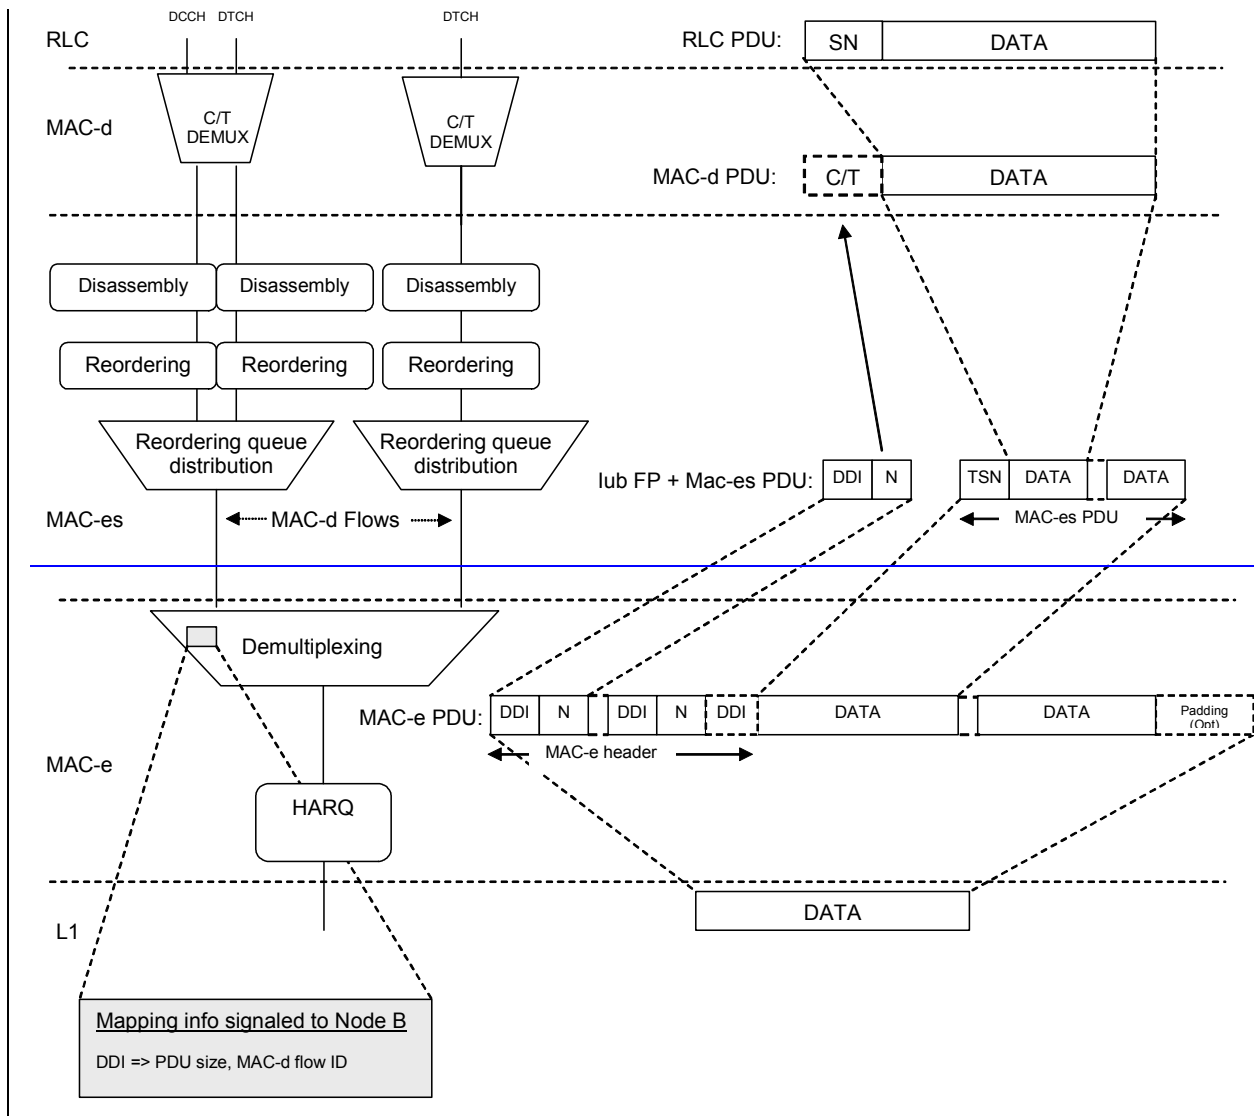 DCCH DTCH DTCH
RLC
RLC PDU: SN DATA
MAC-d
C/T
DEMUX
C/T
DEMUX
MAC-d PDU: C/T DATA
Disassembly Disassembly Disassembly
Reordering Reordering Reordering
Reordering queue
distribution
Reordering queue
distribution
Iub FP + Mac-es PDU: DDI N TSN DATA DATA
MAC-es PDU
MAC-es
MAC-d Flows
Demultiplexing
MAC-e PDU: DDI N DDI N DDI DATA DATA Padding
(Opt)
MAC-e header
MAC-e
HARQ
DATA
L1
Mapping info signaled to Node B
DDI => PDU size, MAC-d flow ID